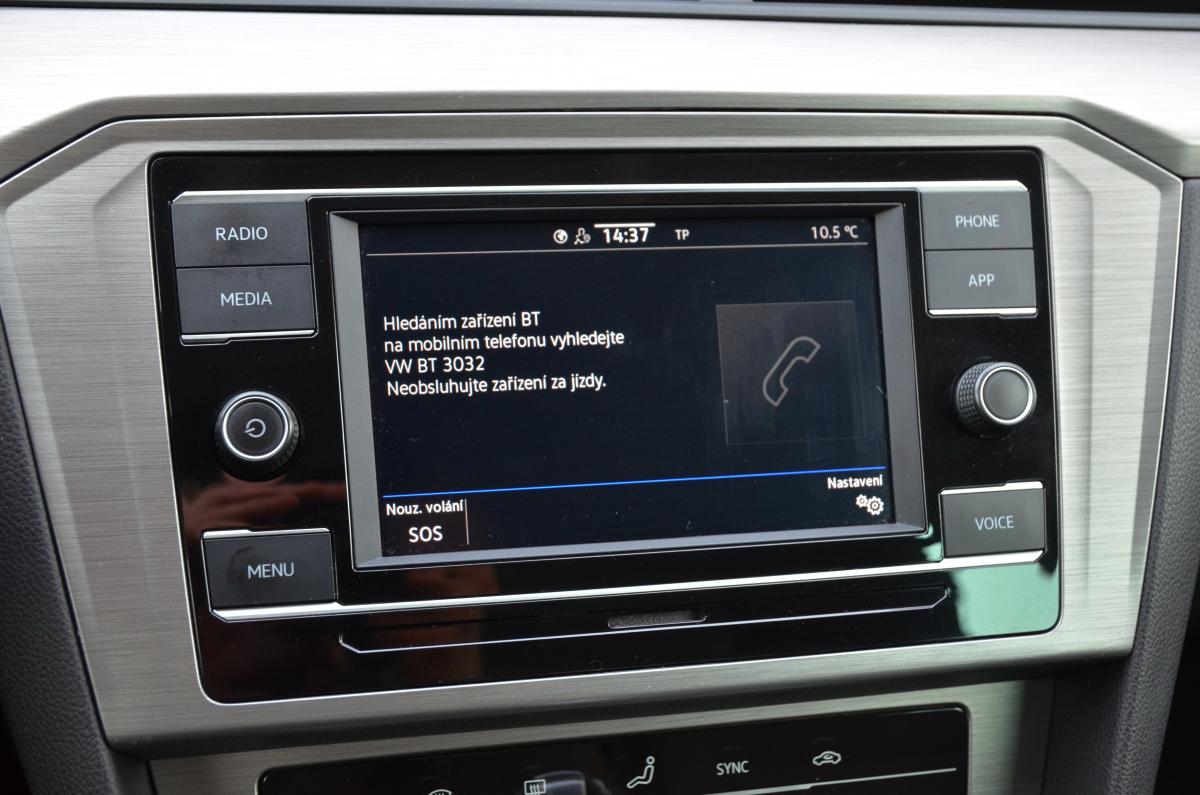 RADIO
MEDIA
MENU
14:37 TP 10.5 °C
Hledáním zařízení BT
na mobilním telefonu vyhledejte
VW BT 3032
Neobsluhujte zařízení za jízdy.
Nouz. volání
SOS
Nastavení
PHONE
APP
VOICE
SYNC